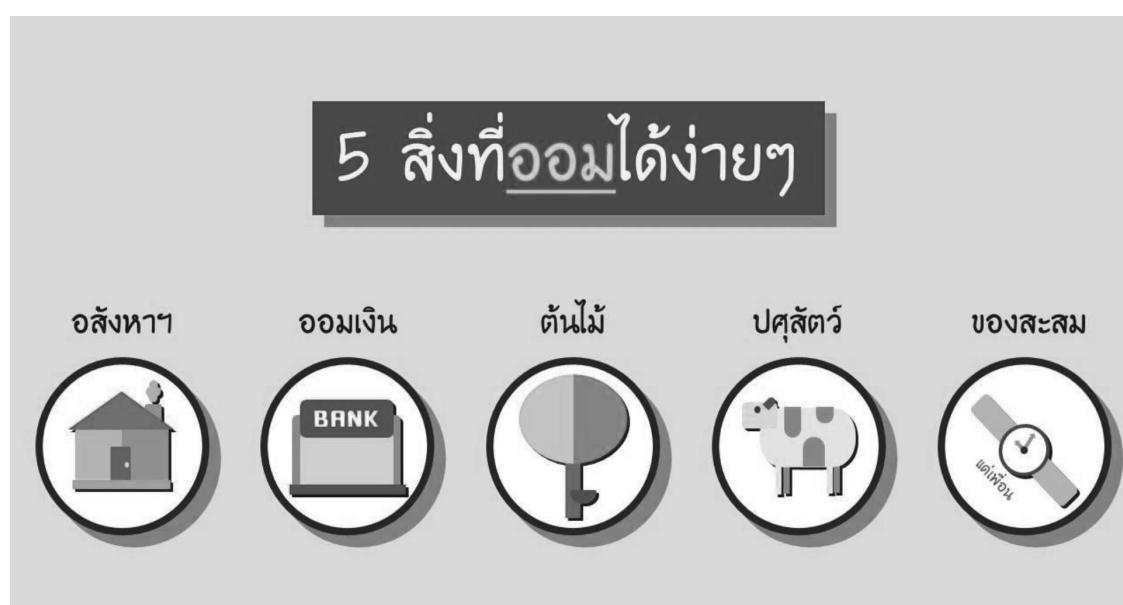 5 สิ่งที่ออมได้ง่ายๆ
อสังหาฯ
ออมเงิน
ต้นไม้
ปศุสัตว์
ของสะสม
BANK
แด่เพื่อน